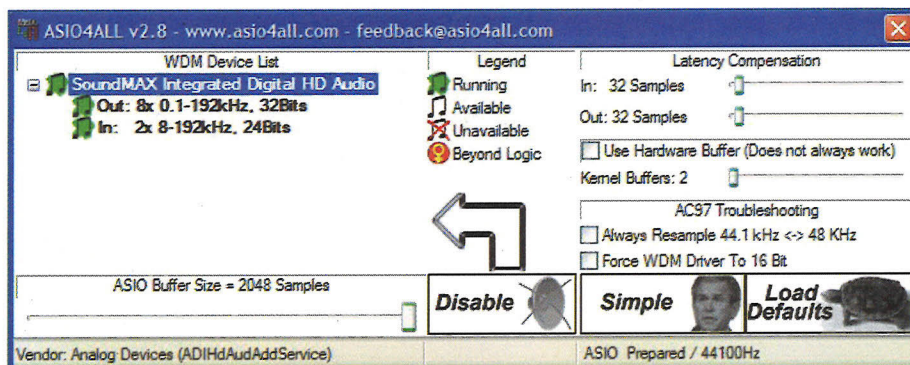 ASIO4ALL v2.8 - www.asio4all.com - feedback@asio4all.com
WDM Device List
SoundMAX Integrated Digital HD Audio
Out: 8x 0.1-192kHz, 32Bits
In: 2x 8-192kHz, 24Bits
Legend
Running
Available
Unavailable
Beyond Logic
Latency Compensation
In: 32 Samples
Out: 32 Samples
Use Hardware Buffer (Does not always work)
Kernel Buffers: 2
AC97 Troubleshooting
Always Resample 44.1 kHz <-> 48 KHz
Force WDM Driver To 16 Bit
ASIO Buffer Size = 2048 Samples
Disable
Simple
Load
Defaults
Vendor: Analog Devices (ADIHdAudAddService)
ASIO Prepared / 44100Hz